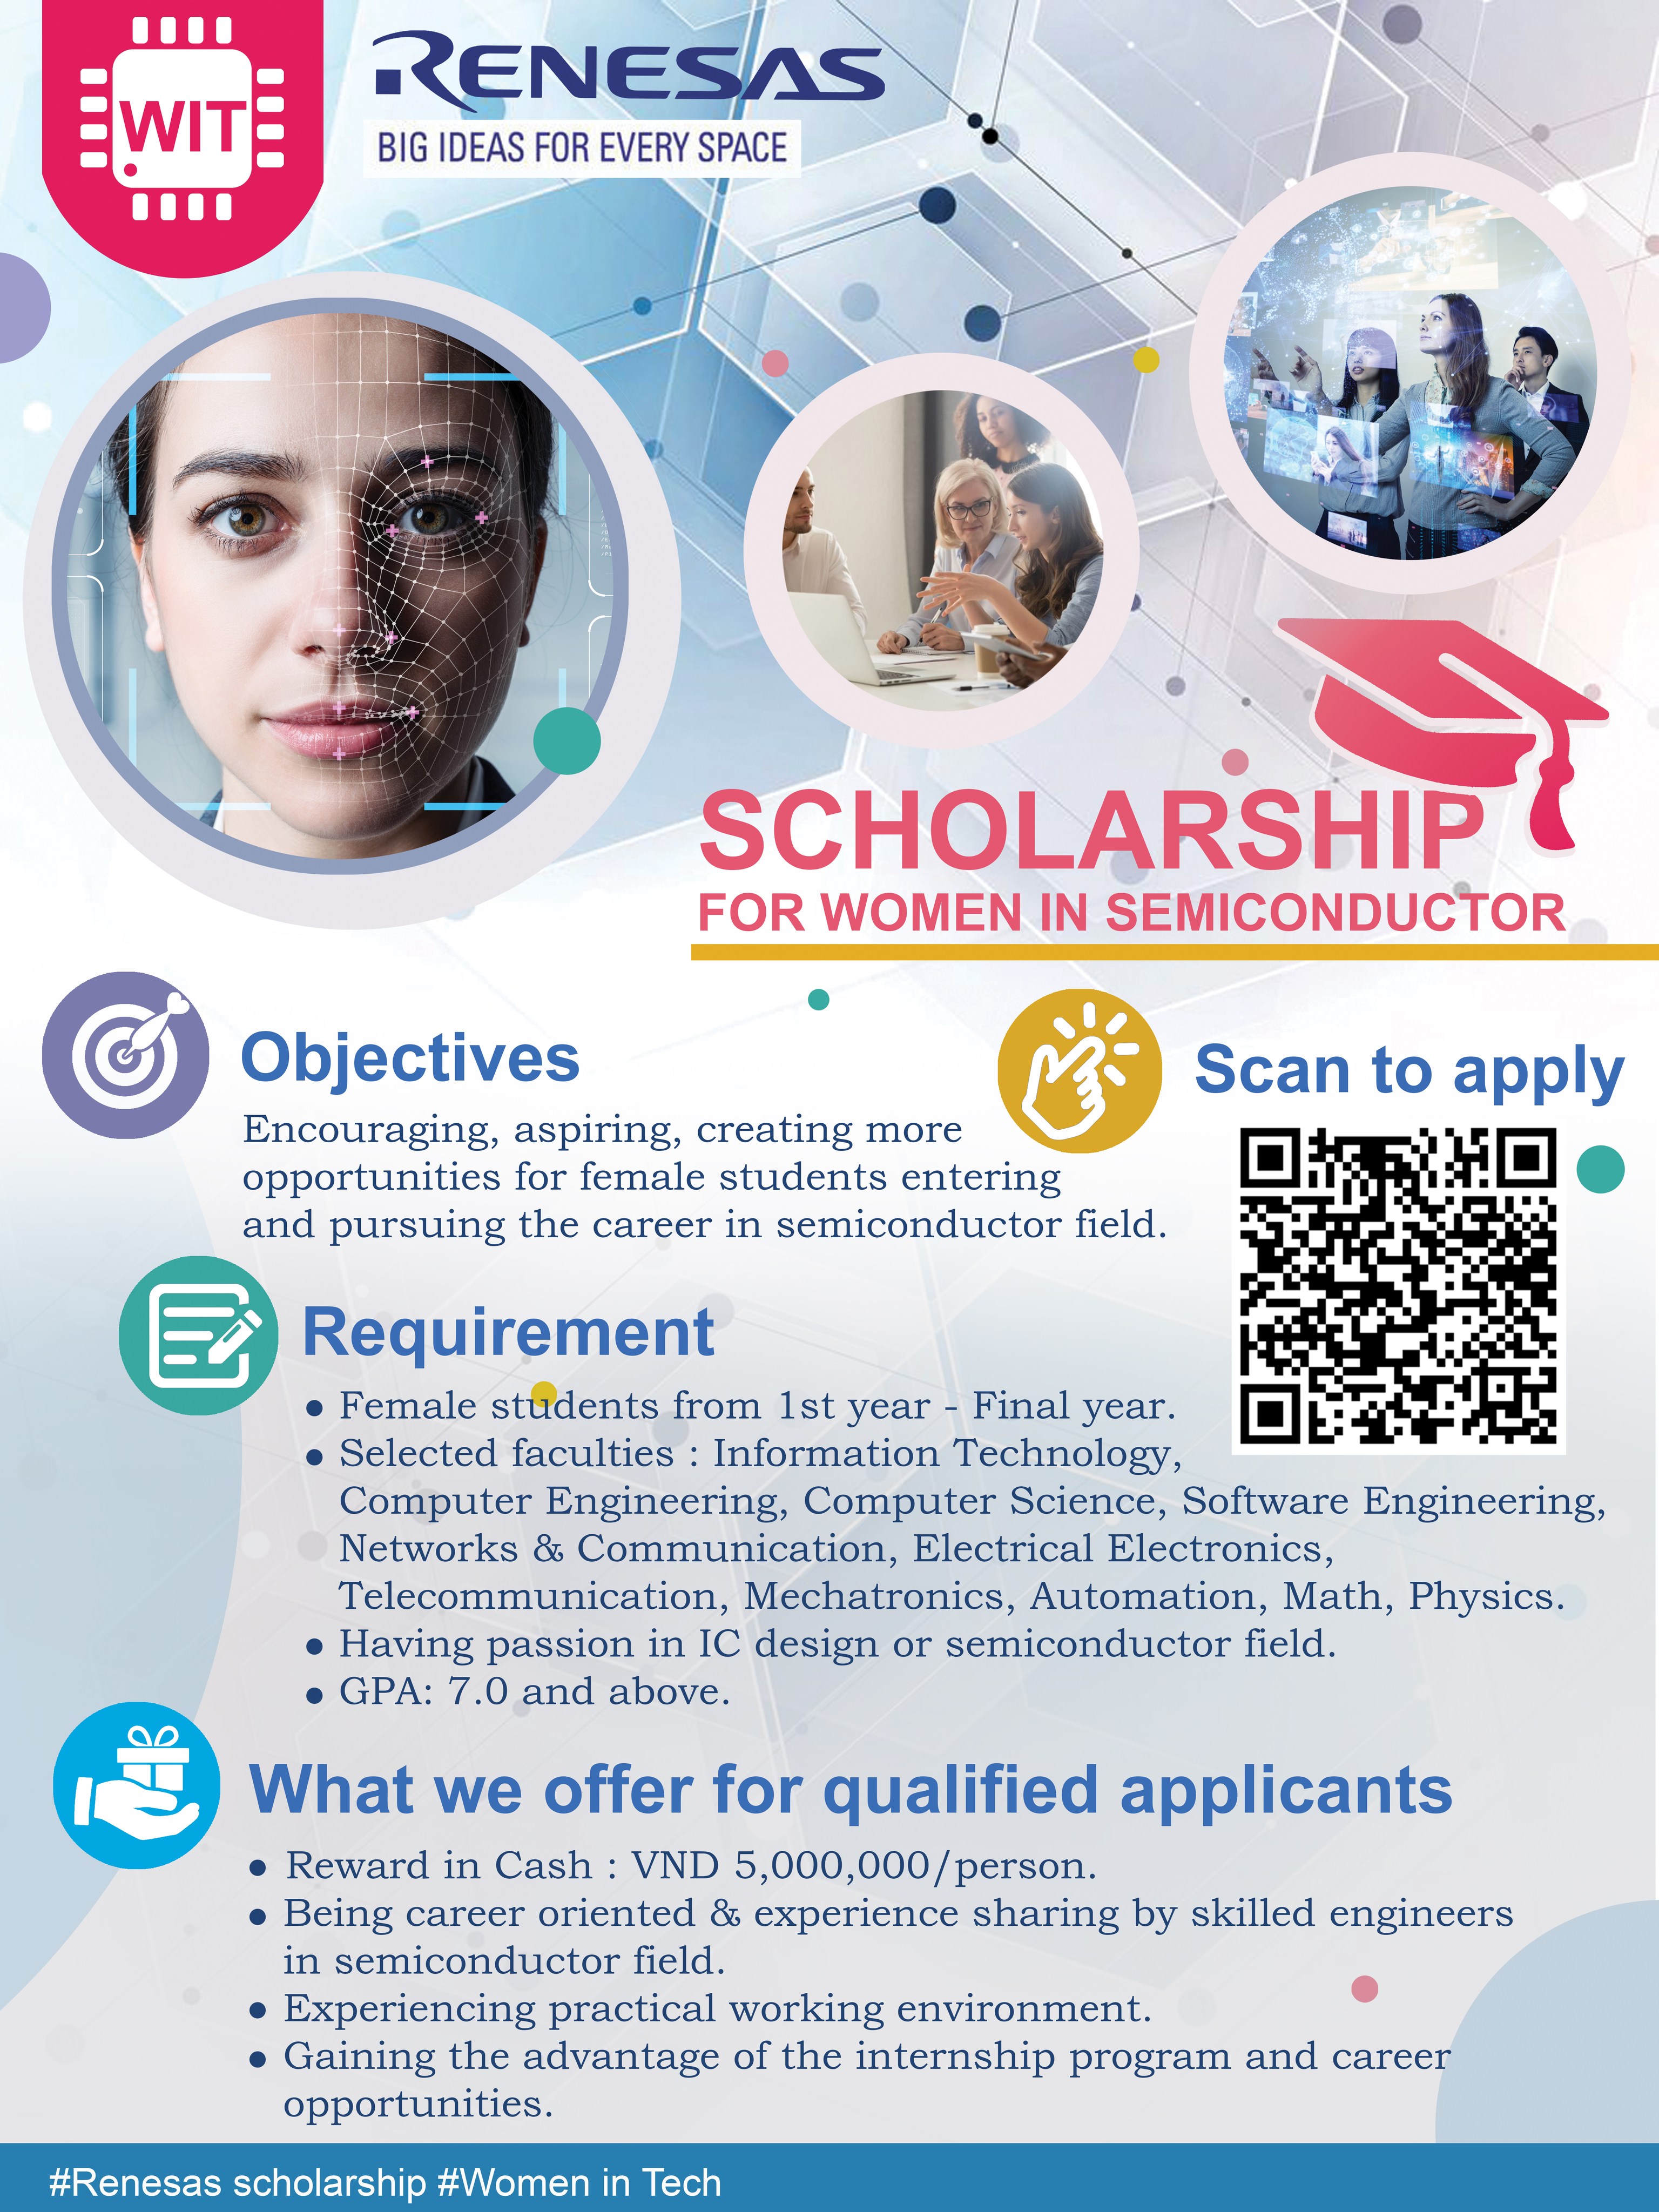 WIT
RENESAS
BIG IDEAS FOR EVERY SPACE
SCHOLARSHIP
FOR WOMEN IN SEMICONDUCTOR
Objectives
Encouraging, aspiring, creating more
opportunities for female students entering
and pursuing the career in semiconductor field.
Scan to apply
Requirement
● Female students from 1st year - Final year.
● Selected faculties : Information Technology,
Computer Engineering, Computer Science, Software Engineering,
Networks & Communication, Electrical Electronics,
Telecommunication, Mechatronics, Automation, Math, Physics.
● Having passion in IC design or semiconductor field.
● GPA: 7.0 and above.
What we offer for qualified applicants
● Reward in Cash : VND 5,000,000/person.
● Being career oriented & experience sharing by skilled engineers
in semiconductor field.
● Experiencing practical working environment.
● Gaining the advantage of the internship program and career
opportunities.
#Renesas scholarship #Women in Tech